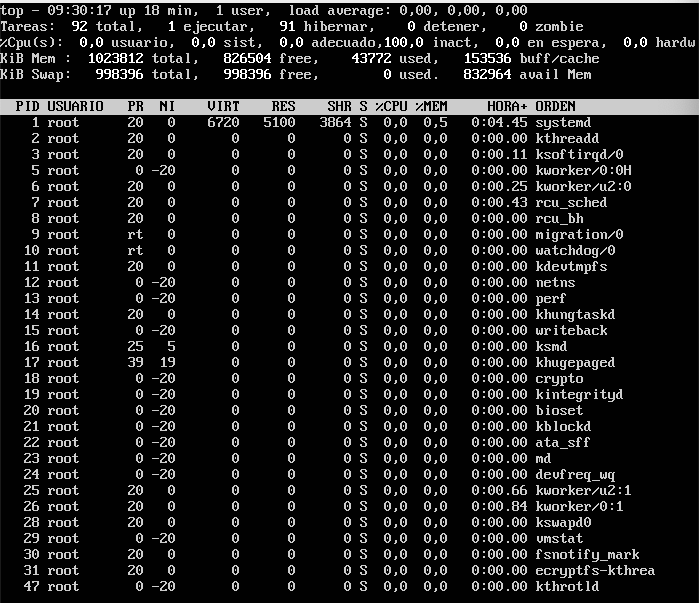 top - 09:30:17 up 18 min,  1 user,  load average: 0,00, 0,00, 0,00
Tareas:  92 total,   1 ejecutar,  91 hibernar,   0 detener,   0 zombie
%Cpu(s):  0,0 usuario,  0,0 sist,  0,0 adecuado,100,0 inact,  0,0 en espera,  0,0 hardw
KiB Mem :  1023812 total,   826504 free,    43772 used,   153536 buff/cache
KiB Swap:   998396 total,   998396 free,        0 used.   832964 avail Mem
PID USUARIO   PR  NI    VIRT    RES    SHR S %CPU %MEM     HORA+ ORDEN
1 root      20   0    6720   5100   3864 S  0,0  0,5   0:04.45 systemd
2 root      20   0       0      0      0 S  0,0  0,0   0:00.00 kthreadd
3 root      20   0       0      0      0 S  0,0  0,0   0:00.11 ksoftirqd/0
5 root       0 -20       0      0      0 S  0,0  0,0   0:00.00 kworker/0:0H
6 root      20   0       0      0      0 S  0,0  0,0   0:00.25 kworker/u2:0
7 root      20   0       0      0      0 S  0,0  0,0   0:00.43 rcu_sched
8 root      20   0       0      0      0 S  0,0  0,0   0:00.00 rcu_bh
9 root      rt   0       0      0      0 S  0,0  0,0   0:00.00 migration/0
10 root      rt   0       0      0      0 S  0,0  0,0   0:00.00 watchdog/0
11 root      20   0       0      0      0 S  0,0  0,0   0:00.00 kdevtmpfs
12 root       0 -20       0      0      0 S  0,0  0,0   0:00.00 netns
13 root       0 -20       0      0      0 S  0,0  0,0   0:00.00 perf
14 root      20   0       0      0      0 S  0,0  0,0   0:00.00 khungtaskd
15 root       0 -20       0      0      0 S  0,0  0,0   0:00.00 writeback
16 root      25   5       0      0      0 S  0,0  0,0   0:00.00 ksmd
17 root      39  19       0      0      0 S  0,0  0,0   0:00.00 khugepaged
18 root       0 -20       0      0      0 S  0,0  0,0   0:00.00 crypto
19 root       0 -20       0      0      0 S  0,0  0,0   0:00.00 kintegrityd
20 root       0 -20       0      0      0 S  0,0  0,0   0:00.00 bioset
21 root       0 -20       0      0      0 S  0,0  0,0   0:00.00 kblockd
22 root       0 -20       0      0      0 S  0,0  0,0   0:00.00 ata_sff
23 root       0 -20       0      0      0 S  0,0  0,0   0:00.00 md
24 root       0 -20       0      0      0 S  0,0  0,0   0:00.00 devfreq_wq
25 root      20   0       0      0      0 S  0,0  0,0   0:00.66 kworker/u2:1
26 root      20   0       0      0      0 S  0,0  0,0   0:00.84 kworker/0:1
28 root      20   0       0      0      0 S  0,0  0,0   0:00.00 kswapd0
29 root       0 -20       0      0      0 S  0,0  0,0   0:00.00 vmstat
30 root      20   0       0      0      0 S  0,0  0,0   0:00.00 fsnotify_mark
31 root      20   0       0      0      0 S  0,0  0,0   0:00.00 ecryptfs-kthrea
47 root       0 -20       0      0      0 S  0,0  0,0   0:00.00 kthrotld